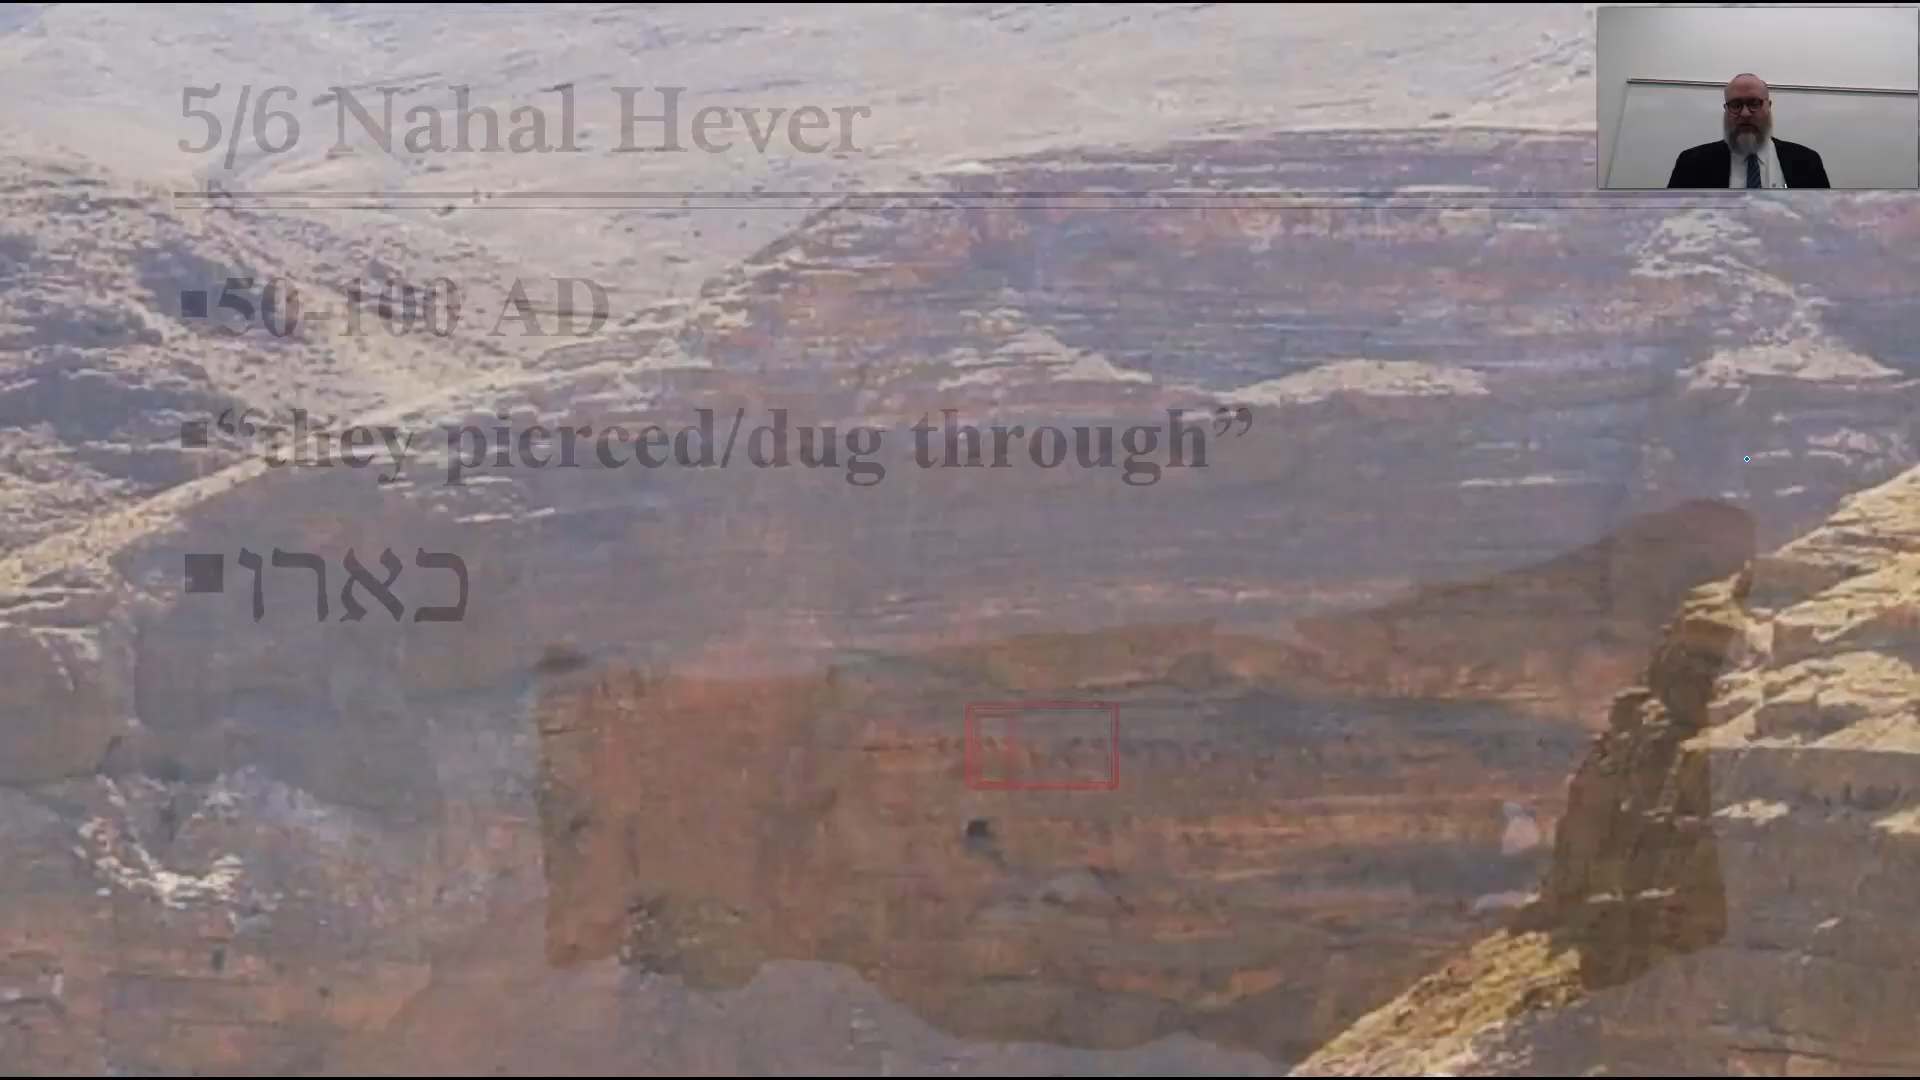 5/6 Nahal Hever
▪50-100 AD
▪“they pierced/dug through”
▪כארו